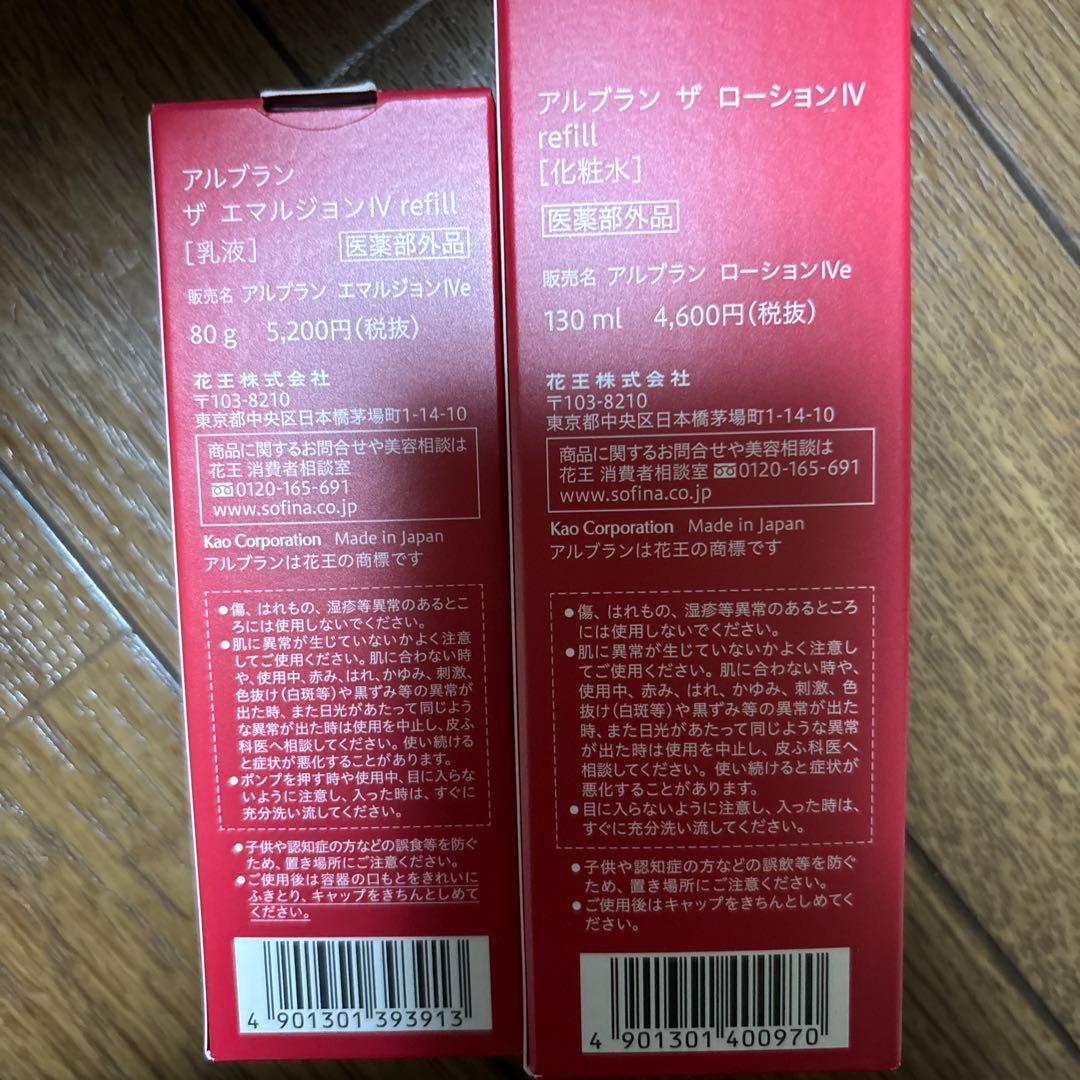 アルブラン
ザ エマルジョンⅣ refill
[乳液] 医薬部外品
販売名 アルブラン エマルジョンⅣe
80g 5,200円(税抜)
花王株式会社
〒103-8210
東京都中央区日本橋茅場町1-14-10
商品に関するお問合せや美容相談は
花王 消費者相談室
0120-165-691
www.sofina.co.jp
Kao Corporation Made in Japan
アルブランは花王の商標です
●傷、はれもの、湿疹等異常のあるとこ
ろには使用しないでください。
●肌に異常が生じていないかよく注意
してご使用ください。肌に合わない時
や、使用中、赤み、はれ、かゆみ、刺激、
色抜け(白斑等)や黒ずみ等の異常が
出た時、また日光があたって同じよう
な異常が出た時は使用を中止し、皮ふ
科医へ相談してください。使い続ける
と症状が悪化することがあります。
●ポンプを押す時や使用中、目に入らな
いように注意し、入った時は、すぐに
充分洗い流してください。
●子供や認知症の方などの誤食等を防ぐ
ため、置き場所にご注意ください。
●ご使用後は容器の口もとをきれいに
ふきとり、キャップをきちんとしめて
ください。
4 901301 393913
アルブラン ザ ローションⅣ
refill
[化粧水]
医薬部外品
販売名 アルブラン ローションⅣe
130 ml 4,600円(税抜)
花王株式会社
〒103-8210
東京都中央区日本橋茅場町1-14-10
商品に関するお問合せや美容相談は
花王 消費者相談室 0120-165-691
www.sofina.co.jp
Kao Corporation Made in Japan
アルブランは花王の商標です
●傷、はれもの、湿疹等異常のあるところ
には使用しないでください。
●肌に異常が生じていないかよく注意し
てご使用ください。肌に合わない時や、
使用中、赤み、はれ、かゆみ、刺激、色
抜け(白斑等)や黒ずみ等の異常が出た
時、また日光があたって同じような異常
が出た時は使用を中止し、皮ふ科医へ
相談してください。使い続けると症状が
悪化することがあります。
●目に入らないように注意し、入った時は、
すぐに充分洗い流してください。
●子供や認知症の方などの誤飲等を防ぐ
ため、置き場所にご注意ください。
●ご使用後はキャップをきちんとしめてく
ださい。
4 901301 400970